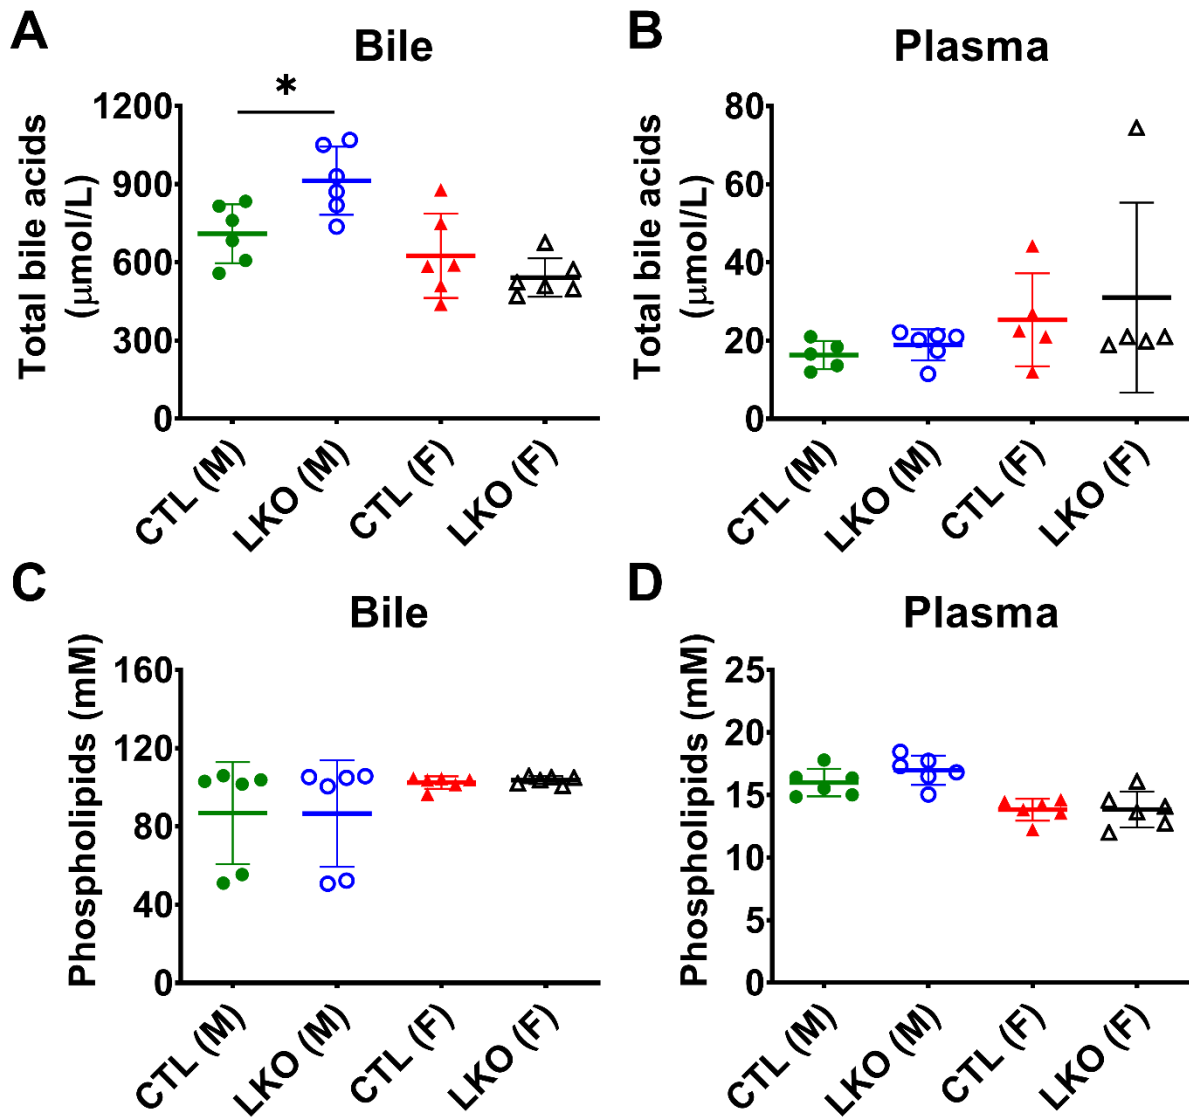 A
Bile
*
Total bile acids
(μmol/L)
1200
900
600
300
0
CTL (M)
LKO (M)
CTL (F)
LKO (F)
B
Plasma
Total bile acids
(μmol/L)
80
60
40
20
0
CTL (M)
LKO (M)
CTL (F)
LKO (F)
C
Bile
Phospholipids (mM)
160
120
80
40
0
CTL (M)
LKO (M)
CTL (F)
LKO (F)
D
Plasma
Phospholipids (mM)
25
20
15
10
5
0
CTL (M)
LKO (M)
CTL (F)
LKO (F)